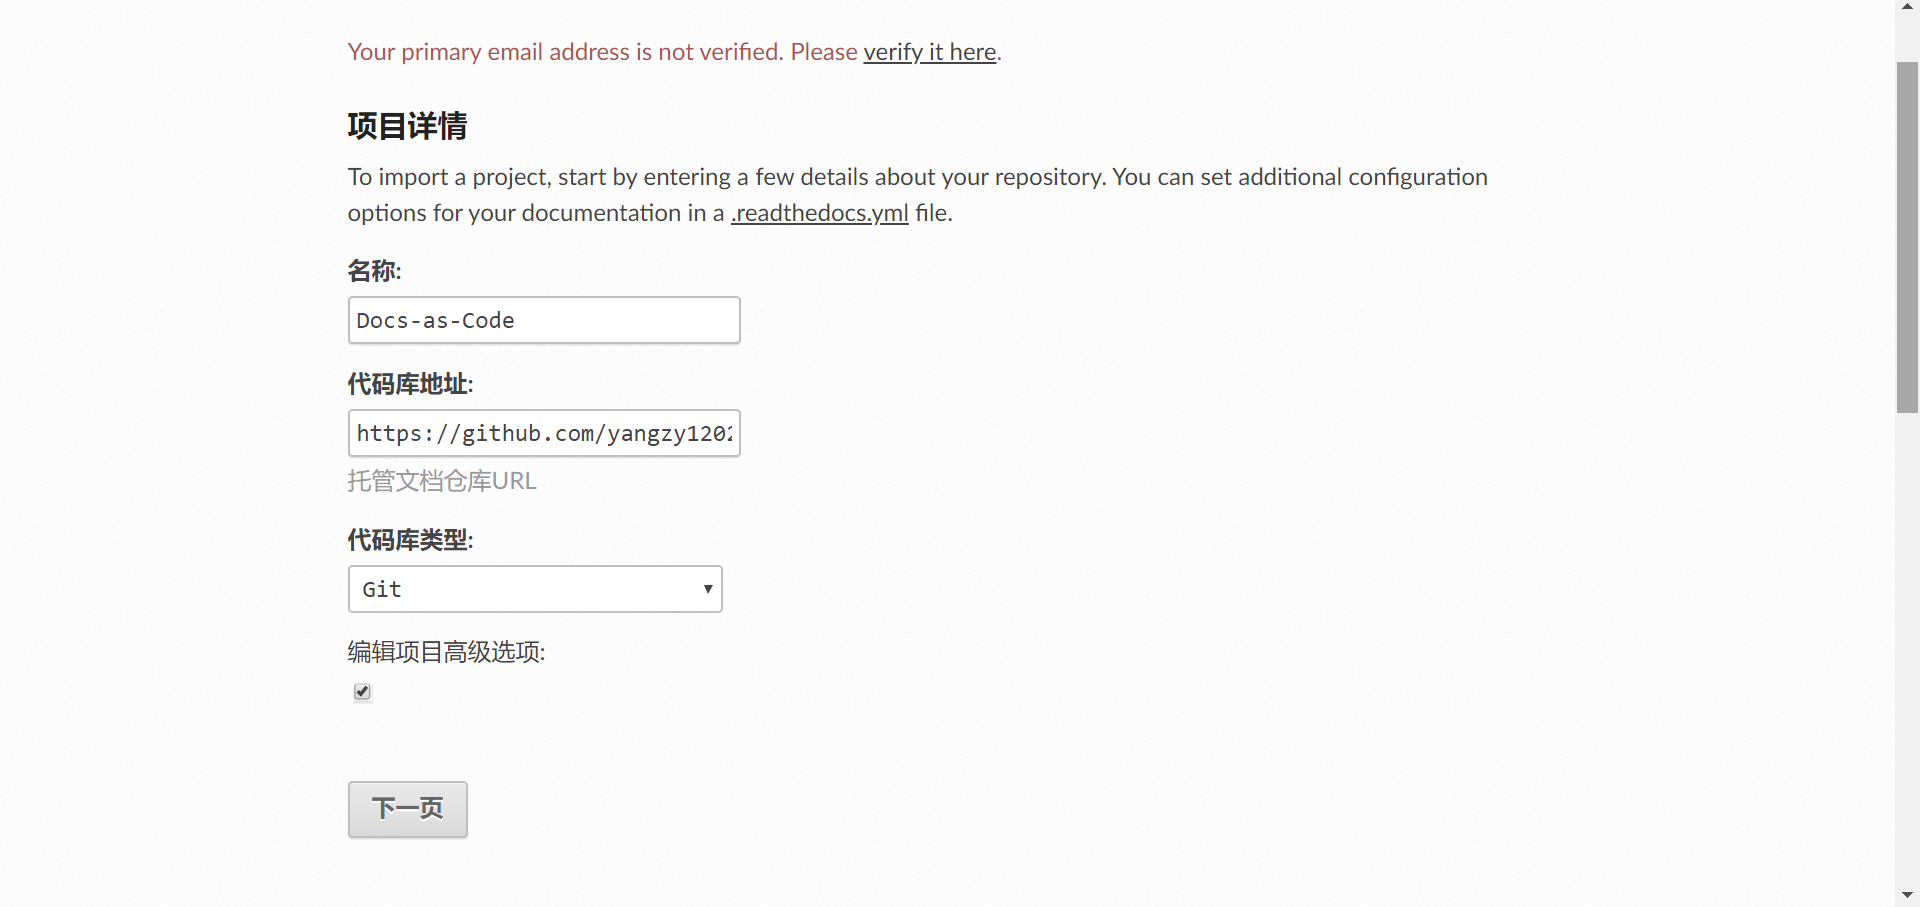 Your primary email address is not verified. Please verify it here.
项目详情
To import a project, start by entering a few details about your repository. You can set additional configuration
options for your documentation in a .readthedocs.yml file.
名称:
Docs-as-Code
代码库地址:
https://github.com/yangzy1202
托管文档仓库URL
代码库类型:
Git
编辑项目高级选项:
下一页